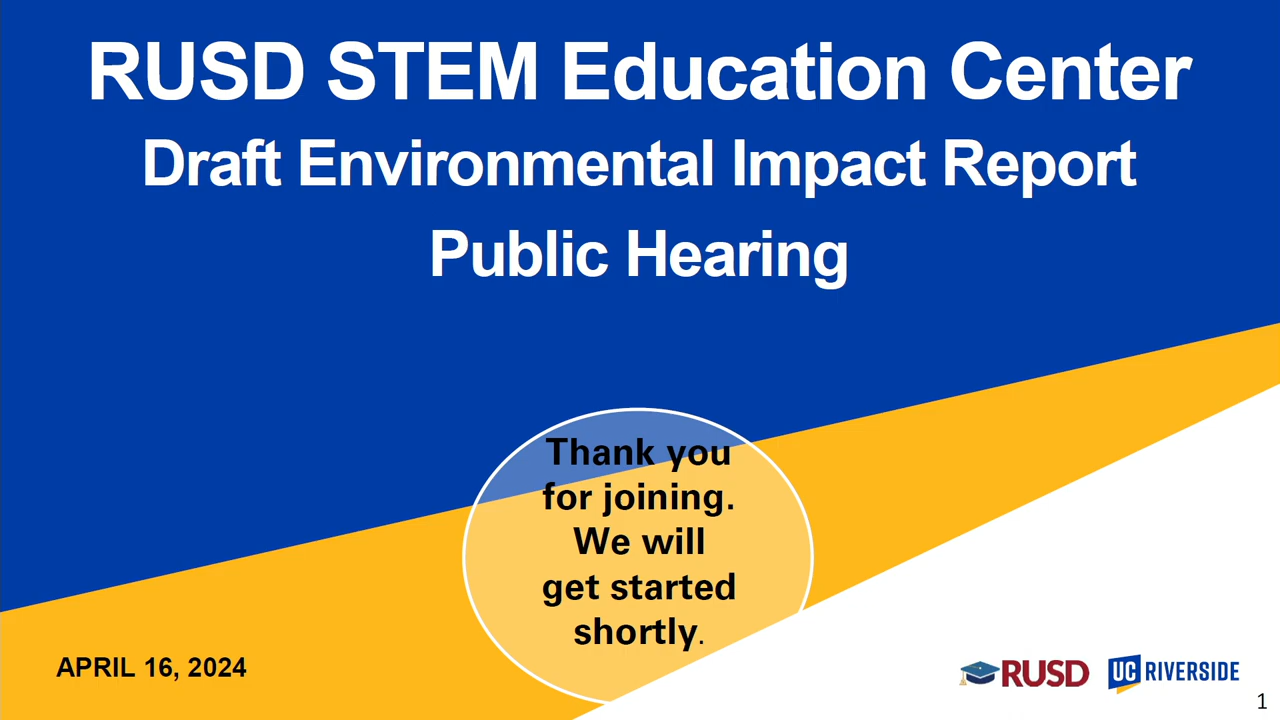 RUSD STEM Education Center
Draft Environmental Impact Report
Public Hearing
Thank you
for joining.
We will
get started
shortly.
APRIL 16, 2024
RUSD
UC RIVERSIDE
1